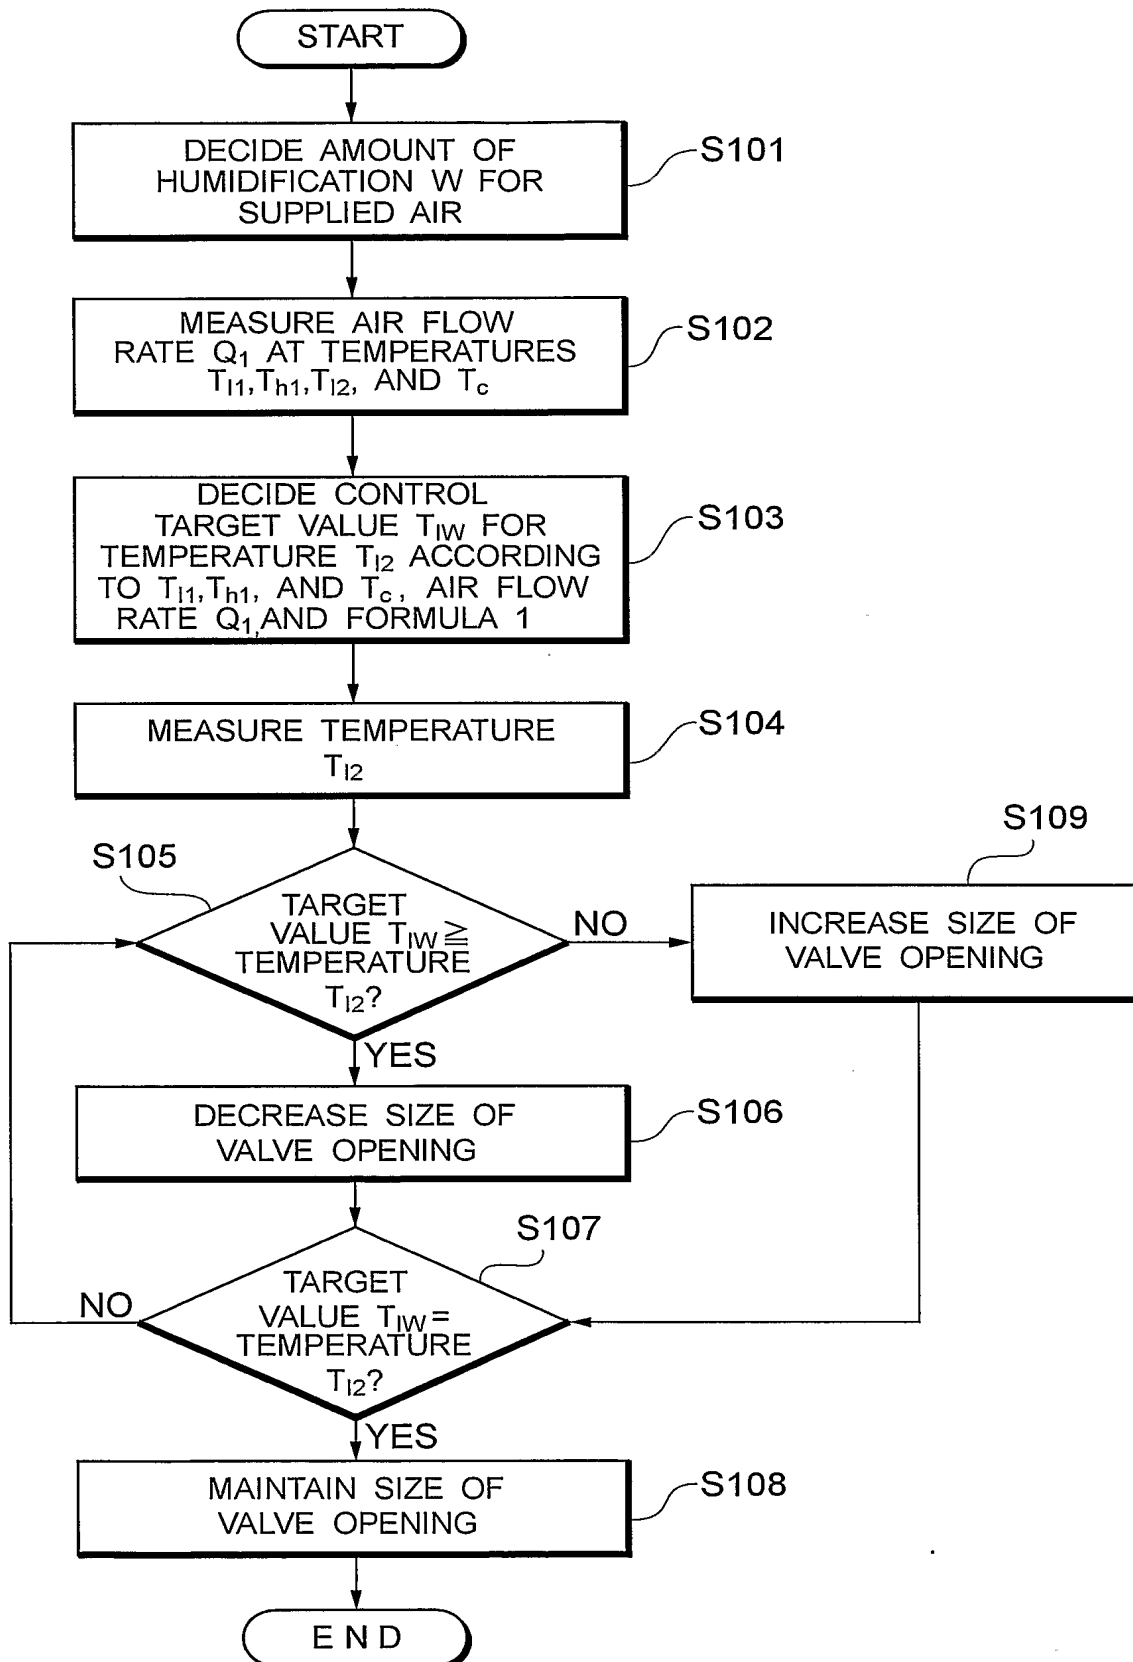 START
DECIDE AMOUNT OF
HUMIDIFICATION W FOR
SUPPLIED AIR
S101
MEASURE AIR FLOW
RATE Q1 AT TEMPERATURES
Tl1,Th1,Tl2, AND Tc
S102
DECIDE CONTROL
TARGET VALUE TlW FOR
TEMPERATURE Tl2 ACCORDING
TO Tl1,Th1, AND Tc, AIR FLOW
RATE Q1,AND FORMULA 1
S103
MEASURE TEMPERATURE
Tl2
S104
S105
TARGET
VALUE TlW ≧
TEMPERATURE
Tl2?
NO
YES
S109
INCREASE SIZE OF
VALVE OPENING
DECREASE SIZE OF
VALVE OPENING
S106
S107
TARGET
VALUE TlW =
TEMPERATURE
Tl2?
NO
YES
MAINTAIN SIZE OF
VALVE OPENING
S108
END